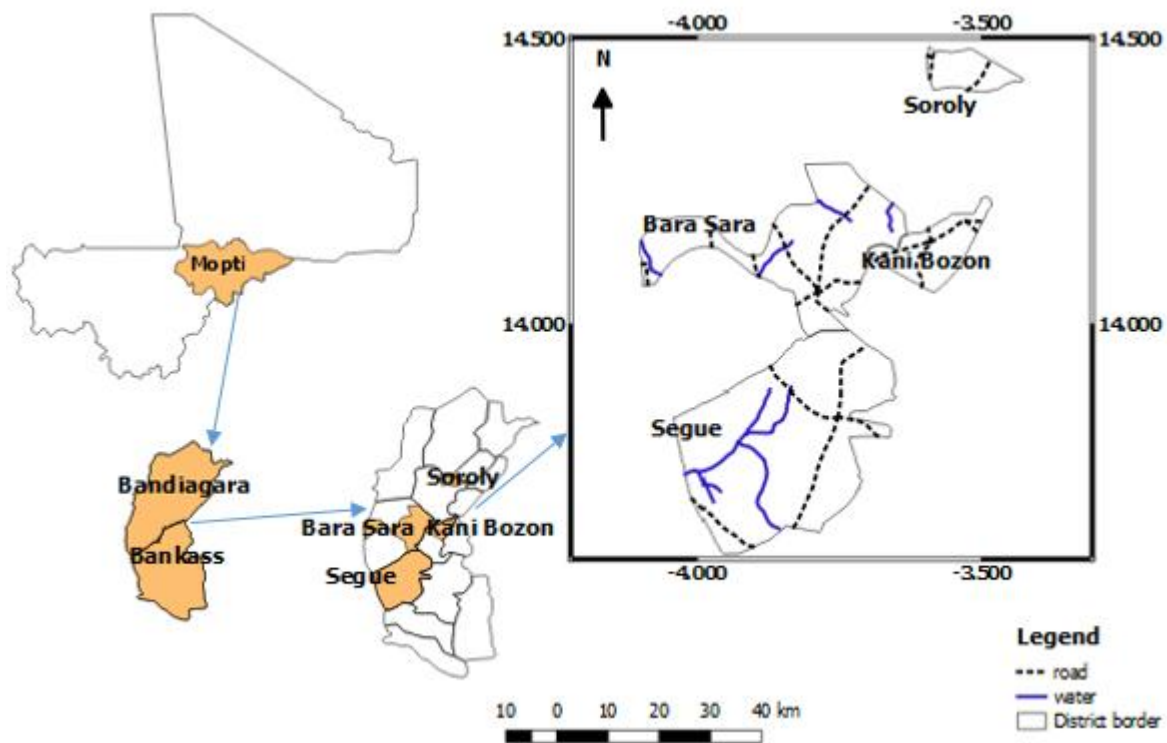 -4.000 -3.500
14.500 14.500
N
Soroly
Bara Sara
Kani Bozon
Mopti
14.000 14.000
Segue
Bandiagara
Bankass
Soroly
Bara Sara Kani Bozon
Segue
-4.000 -3.500
Legend
road
water
District border
10 0 10 20 30 40 km